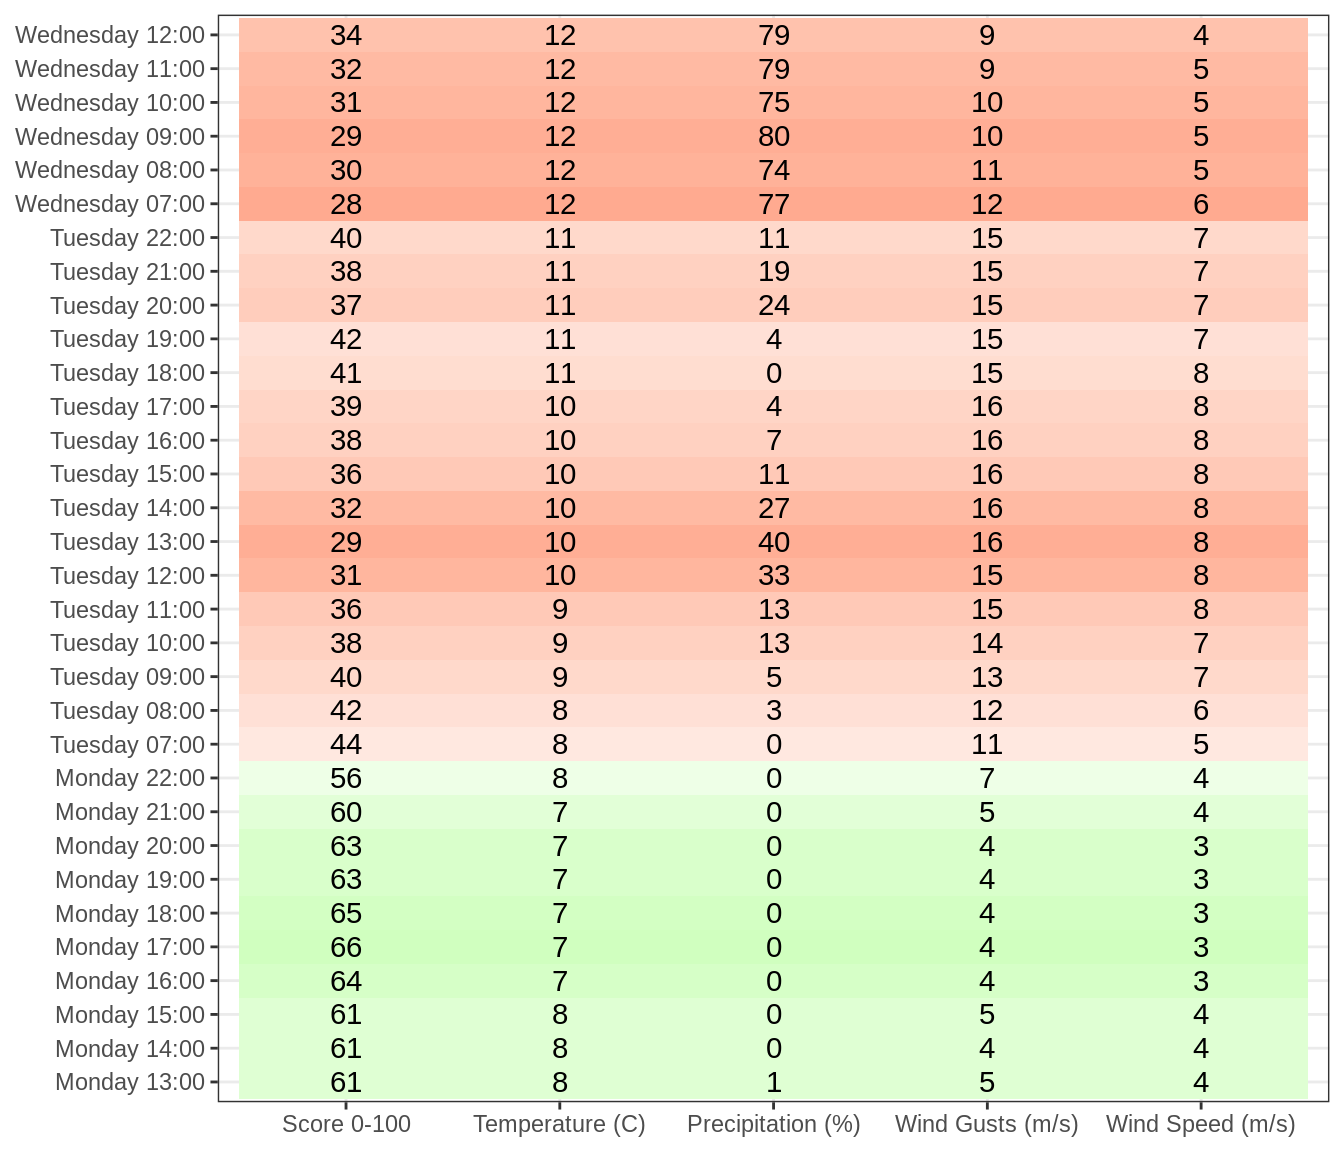 Wednesday 12:00 34 12 79 9 4
Wednesday 11:00 32 12 79 9 5
Wednesday 10:00 31 12 75 10 5
Wednesday 09:00 29 12 80 10 5
Wednesday 08:00 30 12 74 11 5
Wednesday 07:00 28 12 77 12 6
Tuesday 22:00 40 11 11 15 7
Tuesday 21:00 38 11 19 15 7
Tuesday 20:00 37 11 24 15 7
Tuesday 19:00 42 11 4 15 7
Tuesday 18:00 41 11 0 15 8
Tuesday 17:00 39 10 4 16 8
Tuesday 16:00 38 10 7 16 8
Tuesday 15:00 36 10 11 16 8
Tuesday 14:00 32 10 27 16 8
Tuesday 13:00 29 10 40 16 8
Tuesday 12:00 31 10 33 15 8
Tuesday 11:00 36 9 13 15 8
Tuesday 10:00 38 9 13 14 7
Tuesday 09:00 40 9 5 13 7
Tuesday 08:00 42 8 3 12 6
Tuesday 07:00 44 8 0 11 5
Monday 22:00 56 8 0 7 4
Monday 21:00 60 7 0 5 4
Monday 20:00 63 7 0 4 3
Monday 19:00 63 7 0 4 3
Monday 18:00 65 7 0 4 3
Monday 17:00 66 7 0 4 3
Monday 16:00 64 7 0 4 3
Monday 15:00 61 8 0 5 4
Monday 14:00 61 8 0 4 4
Monday 13:00 61 8 1 5 4
Score 0-100 Temperature (C) Precipitation (%) Wind Gusts (m/s) Wind Speed (m/s)